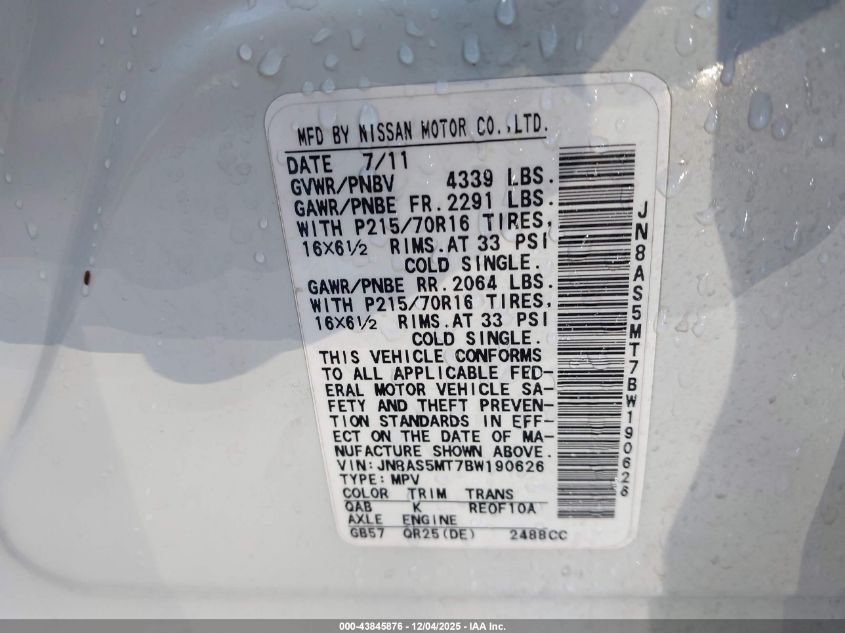 MFD BY NISSAN MOTOR CO.,LTD.
DATE 7/11
GVWR/PNBV 4339 LBS.
GAWR/PNBE FR. 2291 LBS.
WITH P215/70R16 TIRES,
16X6½ RIMS.AT 33 PSI
COLD SINGLE.
GAWR/PNBE RR. 2064 LBS.
WITH P215/70R16 TIRES,
16X6½ RIMS.AT 33 PSI
COLD SINGLE.
THIS VEHICLE CONFORMS
TO ALL APPLICABLE FED-
ERAL MOTOR VEHICLE SA-
FETY AND THEFT PREVEN-
TION STANDARDS IN EFF-
ECT ON THE DATE OF MA-
NUFACTURE SHOWN ABOVE.
VIN:JN8AS5MT7BW190626
TYPE:MPV
COLOR TRIM TRANS
QAB K RE0F10A
AXLE ENGINE
GB57 QR25(DE) 2488CC
JN8AS5MT7BW190626
000-43845876 - 12/04/2025 - IAA Inc.